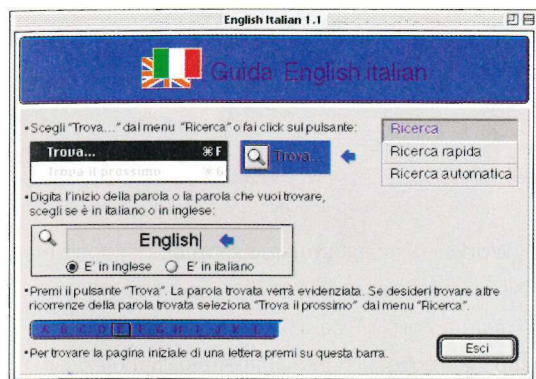 English Italian 1.1
Guida English italian
•Scegli "Trova..." dal menu "Ricerca" o fai click sul pulsante:
Ricerca
Ricerca rapida
Ricerca automatica
Trova... ⌘F
Trova il prossimo ⌘G
Trova...
•Digita l'inizio della parola o la parola che vuoi trovare,
scegli se è in italiano o in inglese:
English
E' in inglese E' in italiano
•Premi il pulsante "Trova". La parola trovata verrà evidenziata. Se desideri trovare altre
ricorrenze della parola trovata seleziona "Trova il prossimo" dal menu "Ricerca".
A B C D E F G H I J K L
•Per trovare la pagina iniziale di una lettera premi su questa barra.
Esci